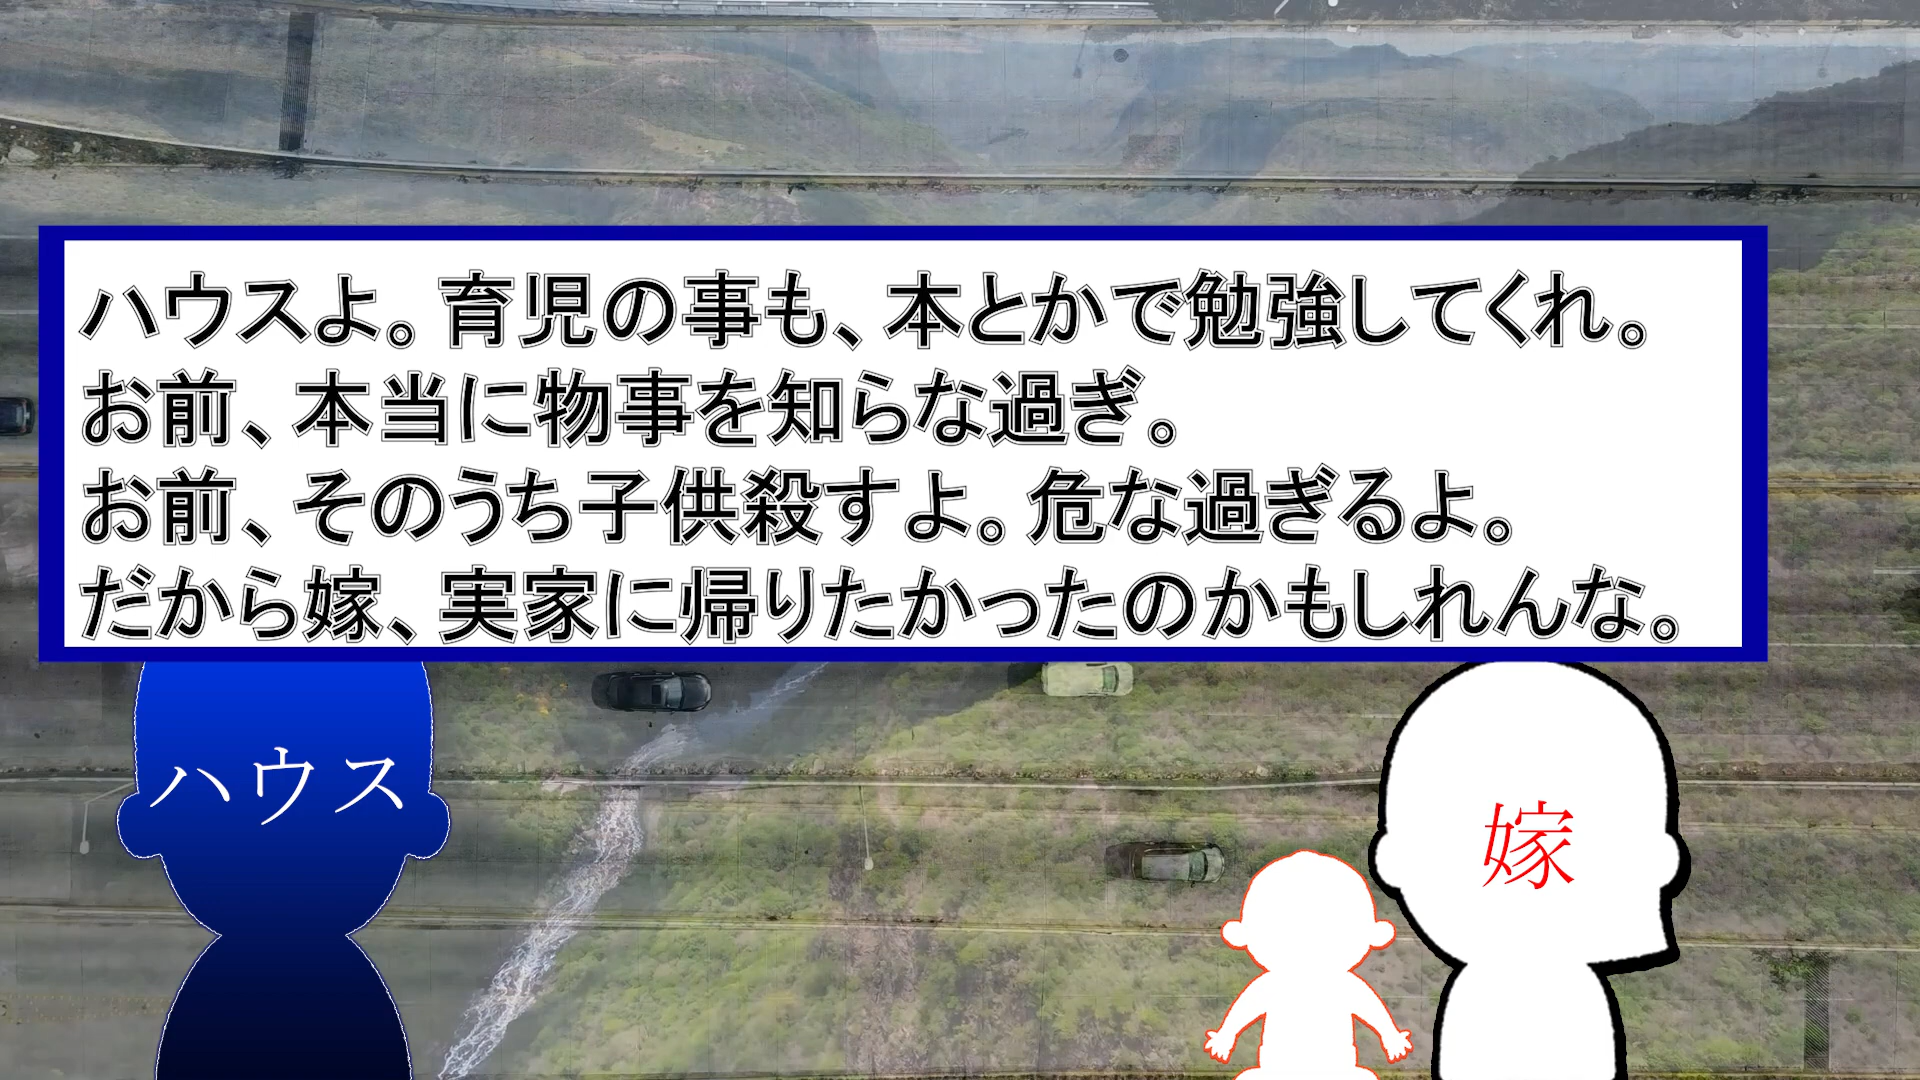 ハウスよ。育児の事も、本とかで勉強してくれ。
お前、本当に物事を知らな過ぎ。
お前、そのうち子供殺すよ。危な過ぎるよ。
だから嫁、実家に帰りたかったのかもしれんな。
ハウス
嫁